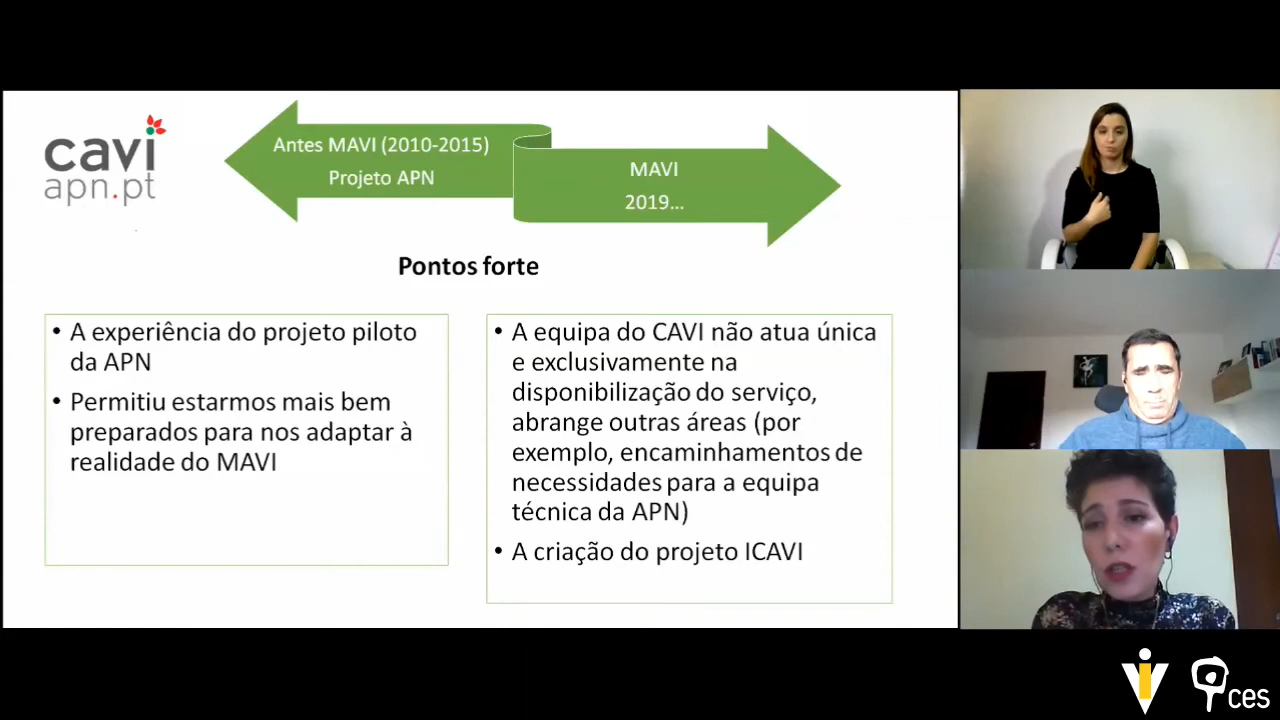 cavi
apn.pt
Antes MAVI (2010-2015)
Projeto APN
MAVI
2019...
Pontos forte
• A experiência do projeto piloto
da APN
• Permitiu estarmos mais bem
preparados para nos adaptar à
realidade do MAVI
• A equipa do CAVI não atua única
e exclusivamente na
disponibilização do serviço,
abrange outras áreas (por
exemplo, encaminhamentos de
necessidades para a equipa
técnica da APN)
• A criação do projeto ICAVI
iV
ces